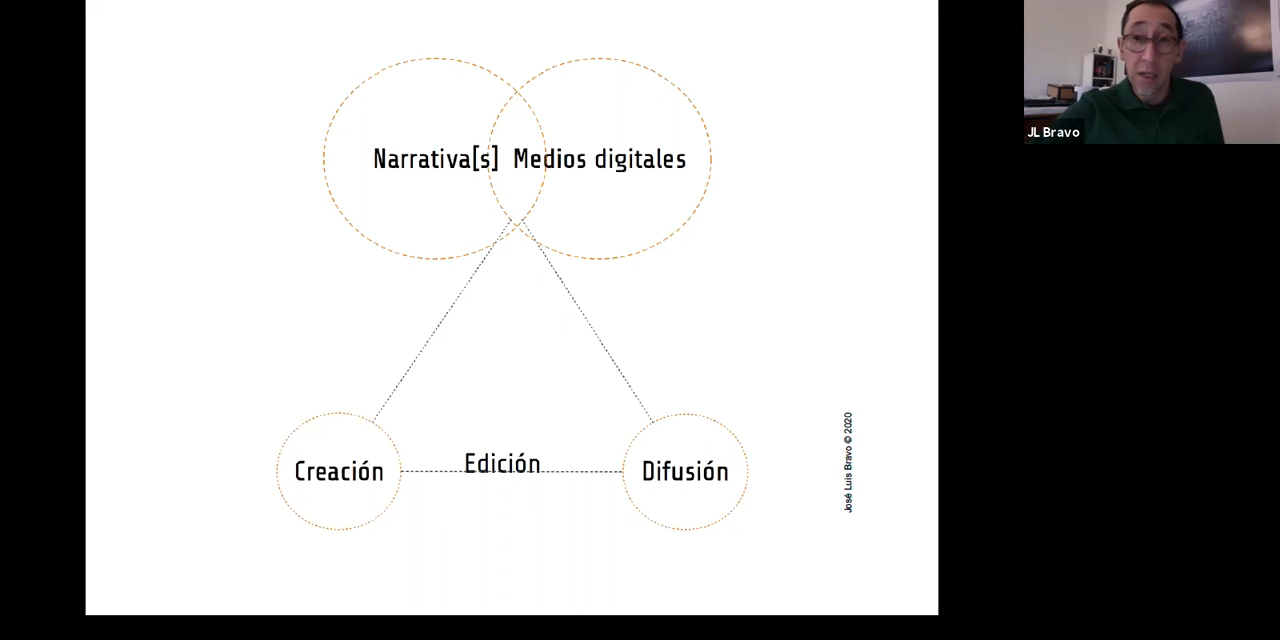 Narrativa[s] Medios digitales
Creación
Edición
Difusión
José Luis Bravo © 2020
JL Bravo